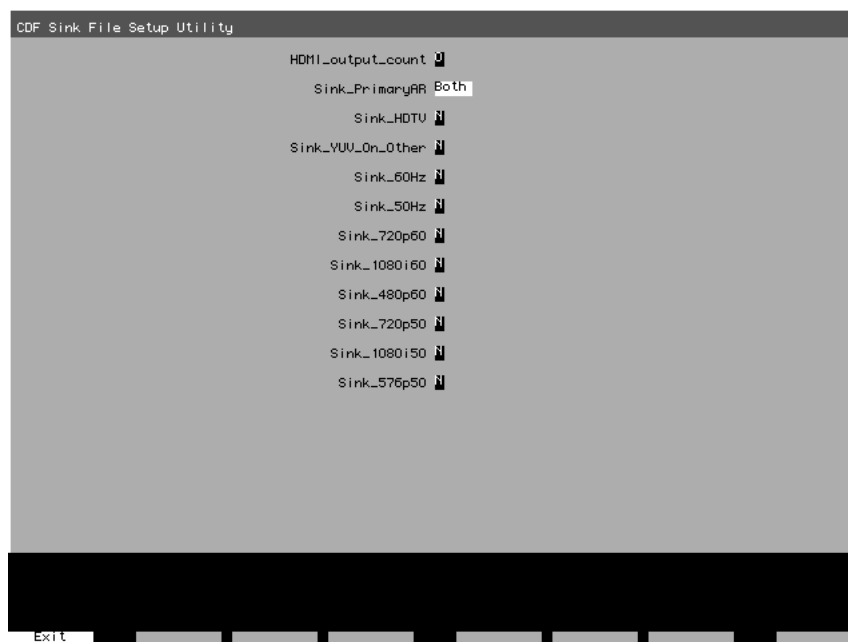 CDF Sink File Setup Utility
HDMI_output_count 0
Sink_PrimaryAR Both
Sink_HDTV N
Sink_YUV_On_Other N
Sink_60Hz N
Sink_50Hz N
Sink_720p60 N
Sink_1080i60 N
Sink_480p60 N
Sink_720p50 N
Sink_1080i50 N
Sink_576p50 N
Exit